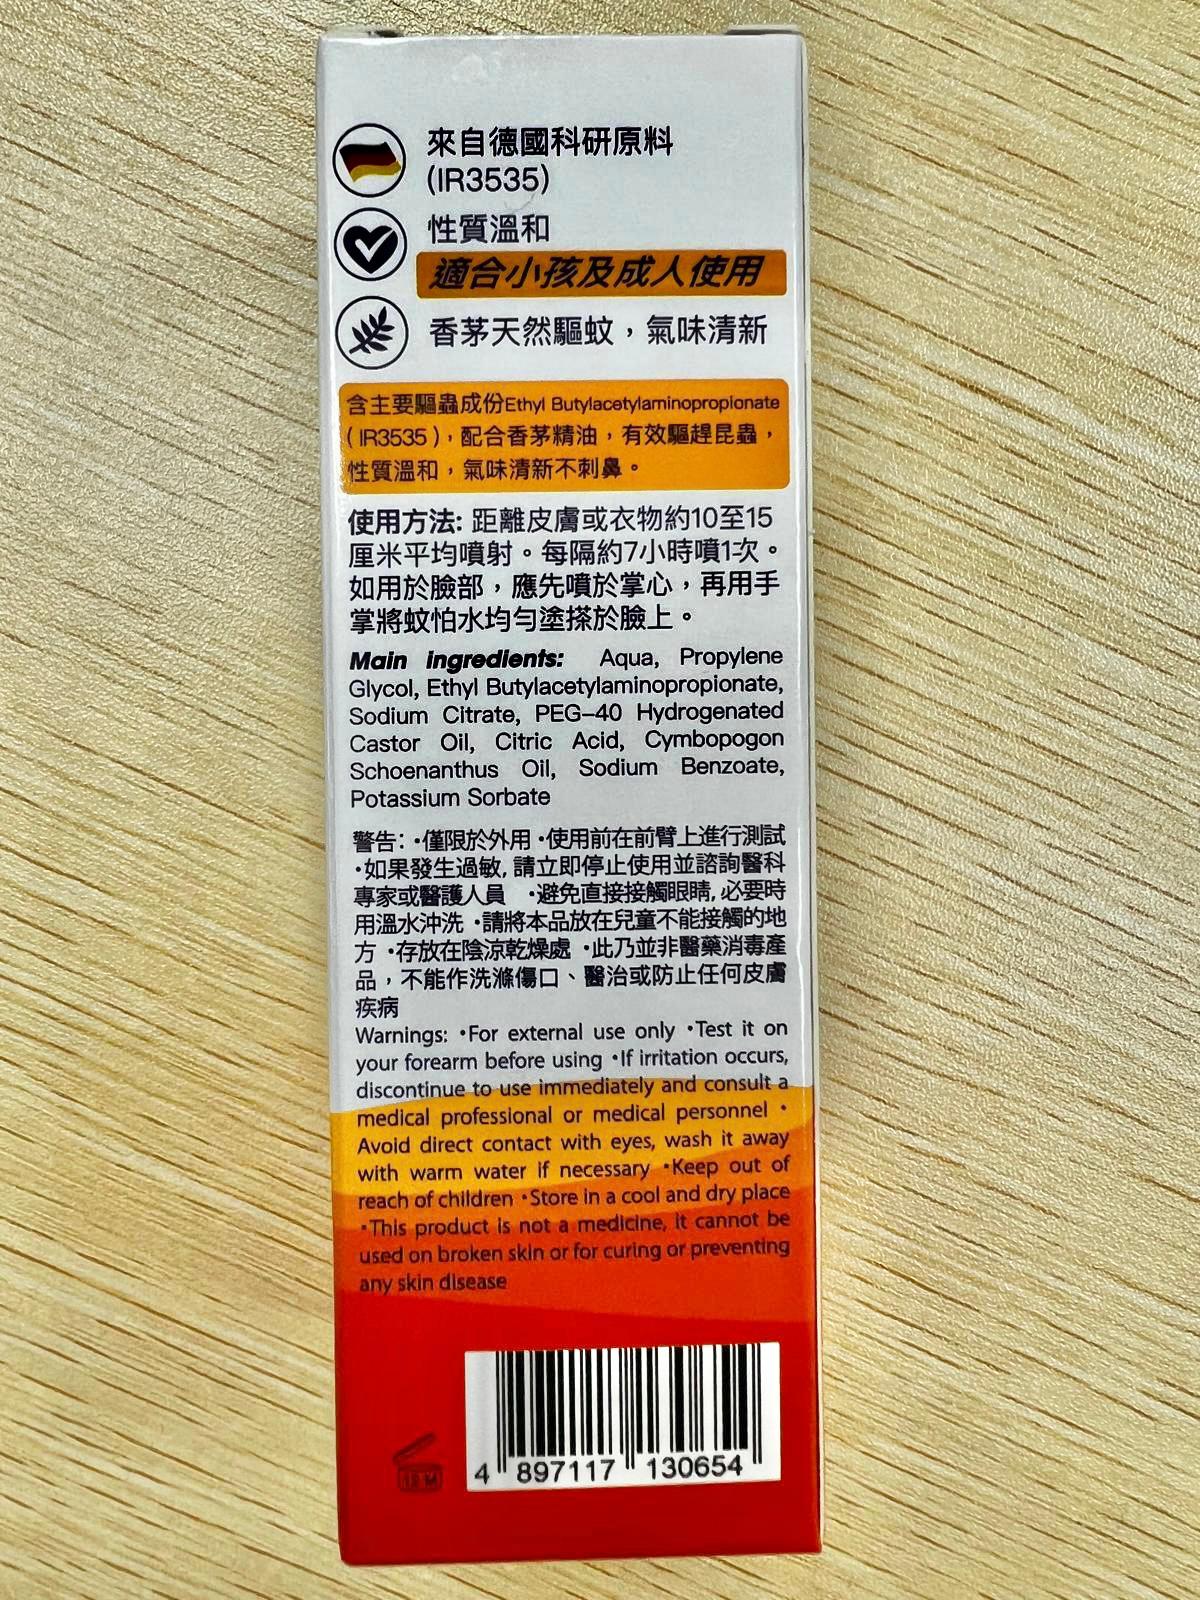 來自德國科研原料
(IR3535)
性質溫和
適合小孩及成人使用
香茅天然驅蚊，氣味清新
含主要驅蟲成份Ethyl Butylacetylaminopropionate
( IR3535 )，配合香茅精油，有效驅趕昆蟲，
性質溫和，氣味清新不刺鼻。
使用方法: 距離皮膚或衣物約10至15
厘米平均噴射。每隔約7小時噴1次。
如用於臉部，應先噴於掌心，再用手
掌將蚊怕水均勻塗搽於臉上。
Main ingredients: Aqua, Propylene
Glycol, Ethyl Butylacetylaminopropionate,
Sodium Citrate, PEG-40 Hydrogenated
Castor Oil, Citric Acid, Cymbopogon
Schoenanthus Oil, Sodium Benzoate,
Potassium Sorbate
警告: •僅限於外用 •使用前在前臂上進行測試
•如果發生過敏, 請立即停止使用並諮詢醫科
專家或醫護人員 •避免直接接觸眼睛, 必要時
用溫水沖洗 •請將本品放在兒童不能接觸的地
方 •存放在陰涼乾燥處 •此乃並非醫藥消毒產
品，不能作洗滌傷口、醫治或防止任何皮膚
疾病
Warnings: •For external use only •Test it on
your forearm before using •If irritation occurs,
discontinue to use immediately and consult a
medical professional or medical personnel •
Avoid direct contact with eyes, wash it away
with warm water if necessary •Keep out of
reach of children •Store in a cool and dry place
•This product is not a medicine, it cannot be
used on broken skin or for curing or preventing
any skin disease
18 M
4 897117 130654